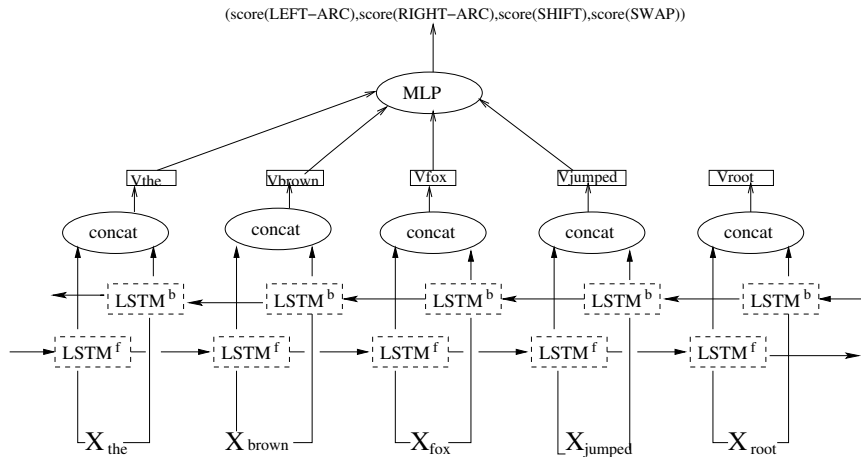 (score(LEFT−ARC),score(RIGHT−ARC),score(SHIFT),score(SWAP))
MLP
Vthe Vbrown Vfox Vjumped Vroot
concat concat concat concat concat
LSTM b LSTM b LSTM b LSTM b LSTM b
LSTM f LSTM f LSTM f LSTM f LSTM f
X the X brown X fox X jumped X root